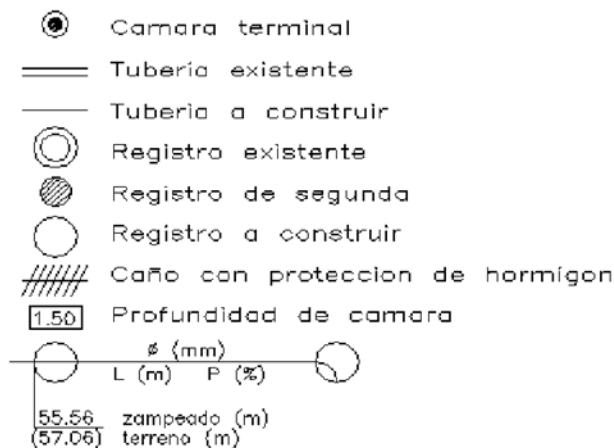 Camara terminal
Tuberia existente
Tuberia a construir
Registro existente
Registro de segunda
Registro a construir
Caño con proteccion de hormigon
1.50 Profundidad de camara
ø (mm)
L (m) P (%)
55.56 zampeado (m)
(57.06) terreno (m)